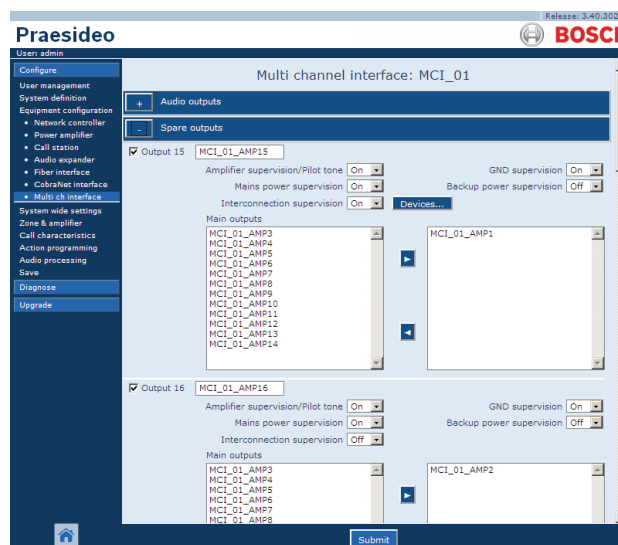 Release: 3.40.302
Praesideo
BOSCH
User: admin
Configure
User management
System definition
Equipment configuration
• Network controller
• Power amplifier
• Call station
• Audio expander
• Fiber interface
• CobraNet interface
• Multi ch interface
System wide settings
Zone & amplifier
Call characteristics
Action programming
Audio processing
Save
Diagnose
Upgrade
Multi channel interface: MCI_01
+ Audio outputs
- Spare outputs
Output 15 MCI_01_AMP15
Amplifier supervision/Pilot tone On GND supervision On
Mains power supervision On Backup power supervision Off
Interconnection supervision On Devices...
Main outputs
MCI_01_AMP3
MCI_01_AMP4
MCI_01_AMP5
MCI_01_AMP6
MCI_01_AMP7
MCI_01_AMP8
MCI_01_AMP9
MCI_01_AMP10
MCI_01_AMP11
MCI_01_AMP12
MCI_01_AMP13
MCI_01_AMP14
MCI_01_AMP1
Output 16 MCI_01_AMP16
Amplifier supervision/Pilot tone On GND supervision On
Mains power supervision On Backup power supervision Off
Interconnection supervision Off
Main outputs
MCI_01_AMP3
MCI_01_AMP4
MCI_01_AMP5
MCI_01_AMP6
MCI_01_AMP7
MCI_01_AMP8
MCI_01_AMP2
Submit